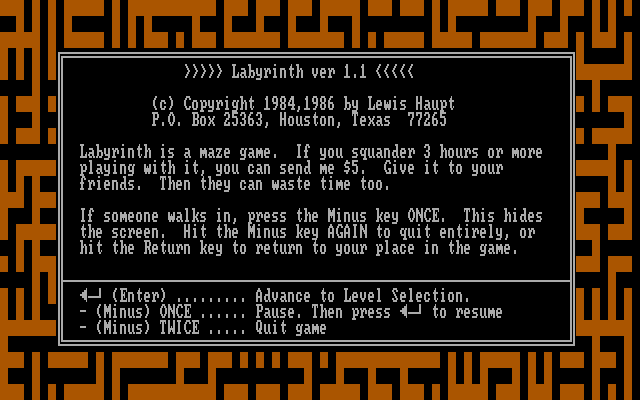 >>>>> Labyrinth ver 1.1 <<<<<
(c) Copyright 1984,1986 by Lewis Haupt
P.O. Box 25363, Houston, Texas  77265
Labyrinth is a maze game.  If you squander 3 hours or more
playing with it, you can send me $5.  Give it to your
friends.  Then they can waste time too.
If someone walks in, press the Minus key ONCE.  This hides
the screen.  Hit the Minus key AGAIN to quit entirely, or
hit the Return key to return to your place in the game.
◄─┘ (Enter) ......... Advance to Level Selection.
- (Minus) ONCE ...... Pause. Then press ◄─┘ to resume
- (Minus) TWICE ..... Quit game